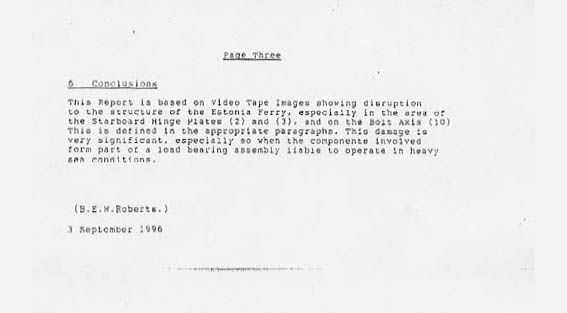 Page Three
6 Conclusions
This Report is based on Video Tape Images showing disruption
to the structure of the Estonia Ferry, especially in the area of
the Starboard Hinge Plates (2) and (3), and on the Bolt Axis (10)
This is defined in the appropriate paragraphs. This damage is
very significant, especially so when the components involved
form part of a load bearing assembly liable to operate in heavy
sea conditions.
(B.E.W.Roberts.)
3 September 1996